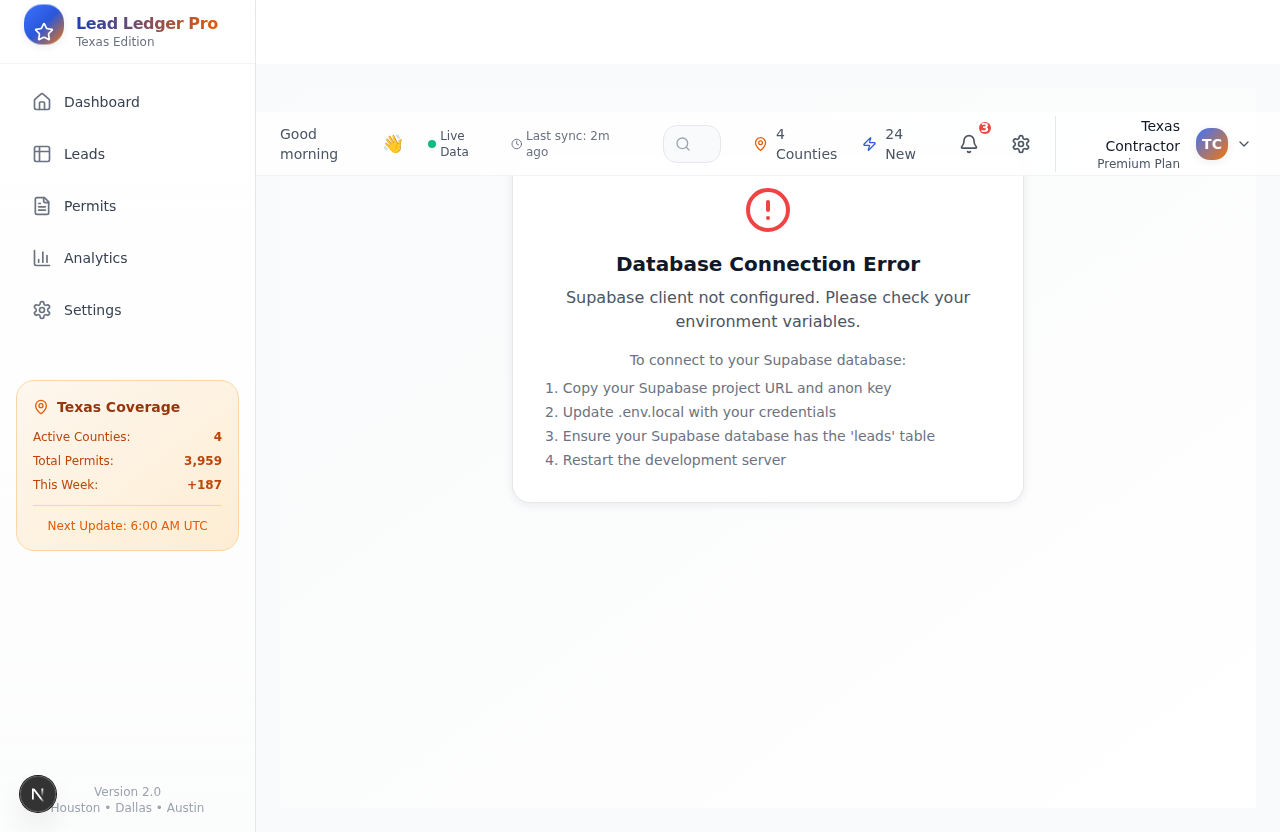 Lead Ledger Pro
Texas Edition
Dashboard
Leads
Permits
Analytics
Settings
Texas Coverage
Active Counties: 4
Total Permits: 3,959
This Week: +187
Next Update: 6:00 AM UTC
N
Version 2.0
Houston • Dallas • Austin
Good
morning
👋
Live
Data
Last sync: 2m
ago
4
Counties
24
New
3
Texas
Contractor
Premium Plan
TC
Database Connection Error
Supabase client not configured. Please check your
environment variables.
To connect to your Supabase database:
1. Copy your Supabase project URL and anon key
2. Update .env.local with your credentials
3. Ensure your Supabase database has the 'leads' table
4. Restart the development server